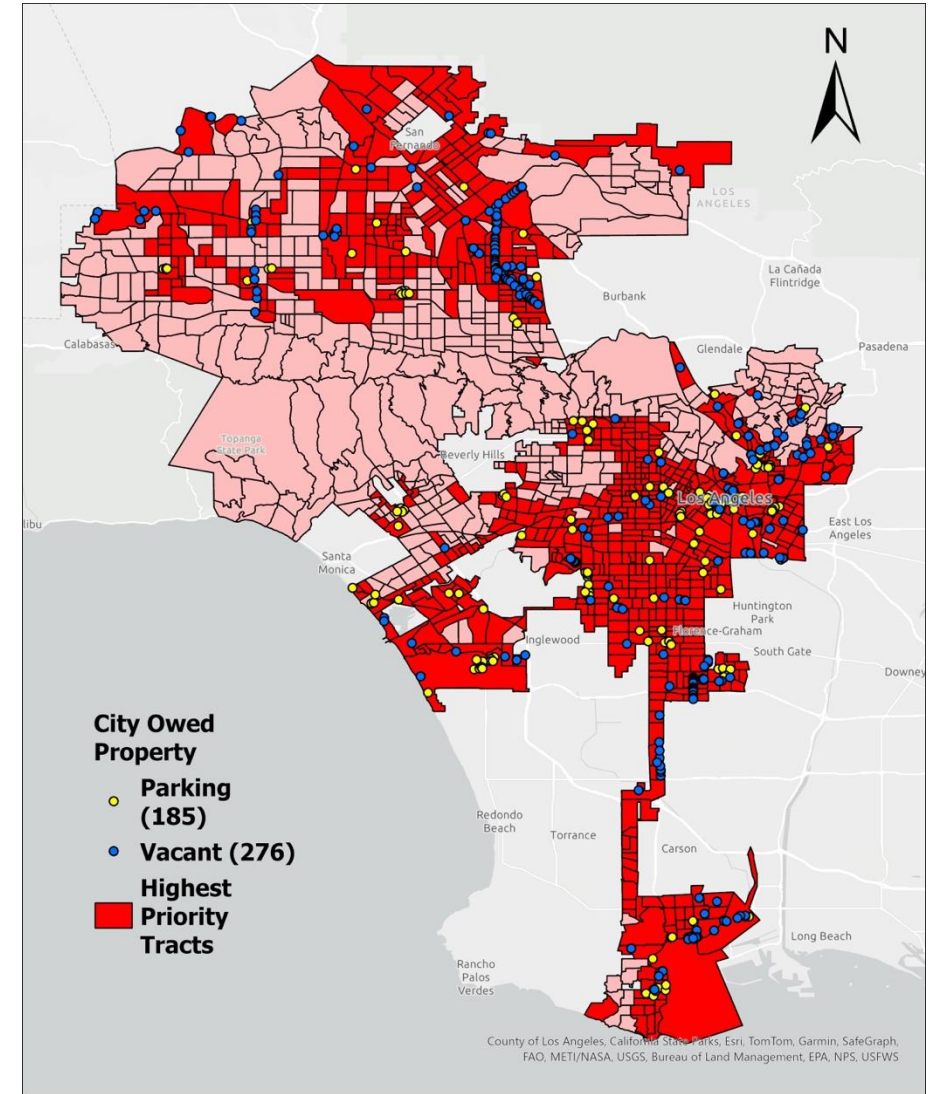 N
San
Fernando
LOS
ANGELES
La Cañada
Flintridge
Burbank
Calabasas
Glendale
Pasadena
Topanga
State Park
Beverly Hills
Los Angeles
East Los
Angeles
libu
Santa
Monica
Huntington
Park
Inglewood
Florence-Graham
South Gate
Downey
City Owed
Property
Parking
(185)
Vacant (276)
Highest
Priority
Tracts
Redondo
Beach
Torrance
Carson
Long Beach
Rancho
Palos
Verdes
County of Los Angeles, California State Parks, Esri, TomTom, Garmin, SafeGraph,
FAO, METI/NASA, USGS, Bureau of Land Management, EPA, NPS, USFWS